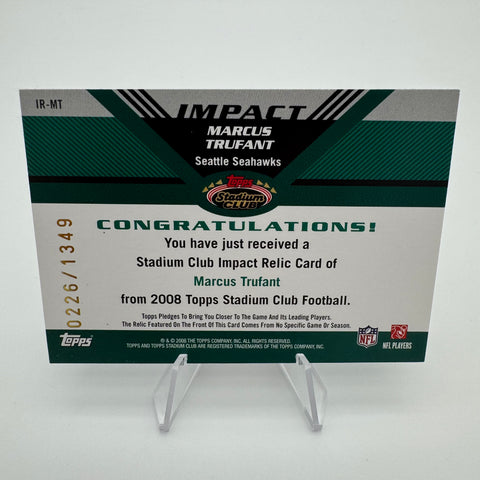 IR-MT
IMPACT
MARCUS
TRUFANT
Seattle Seahawks
Topps
Stadium
CLUB
CONGRATULATIONS!
You have just received a
Stadium Club Impact Relic Card of
Marcus Trufant
from 2008 Topps Stadium Club Football.
Topps Pledges To Bring You Closer To The Game And Its Leading Players.
The Relic Featured On The Front Of This Card Comes From No Specific Game Or Season.
® & © 2008 THE TOPPS COMPANY, INC. ALL RIGHTS RESERVED.
TOPPS AND TOPPS STADIUM CLUB ARE REGISTERED TRADEMARKS OF THE TOPPS COMPANY, INC.
0226/1349
Topps
NFL
NFL PLAYERS